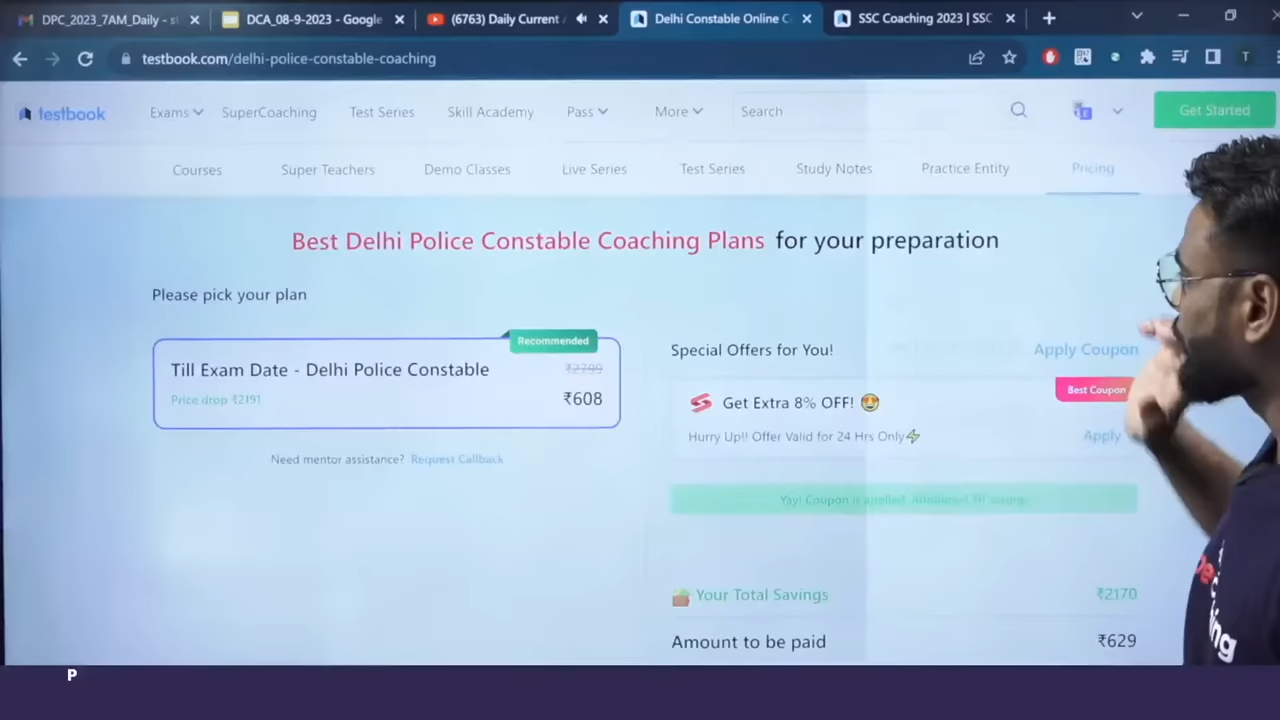 DPC_2023_7AM_Daily - st
DCA_08-9-2023 - Google
(6763) Daily Current
Delhi Constable Online C
SSC Coaching 2023 | SSC
testbook.com/delhi-police-constable-coaching
T
testbook
Exams
SuperCoaching
Test Series
Skill Academy
Pass
More
Search
Get Started
Courses
Super Teachers
Demo Classes
Live Series
Test Series
Study Notes
Practice Entity
Pricing
Best Delhi Police Constable Coaching Plans for your preparation
Please pick your plan
Recommended
Till Exam Date - Delhi Police Constable
₹2799
Price drop ₹2191
₹608
Need mentor assistance? Request Callback
Special Offers for You!
Apply Coupon
Best Coupon
Get Extra 8% OFF! 🤩
Hurry Up!! Offer Valid for 24 Hrs Only⚡
Apply
Yay! Coupon is applied.
Your Total Savings
₹2170
Amount to be paid
₹629
P